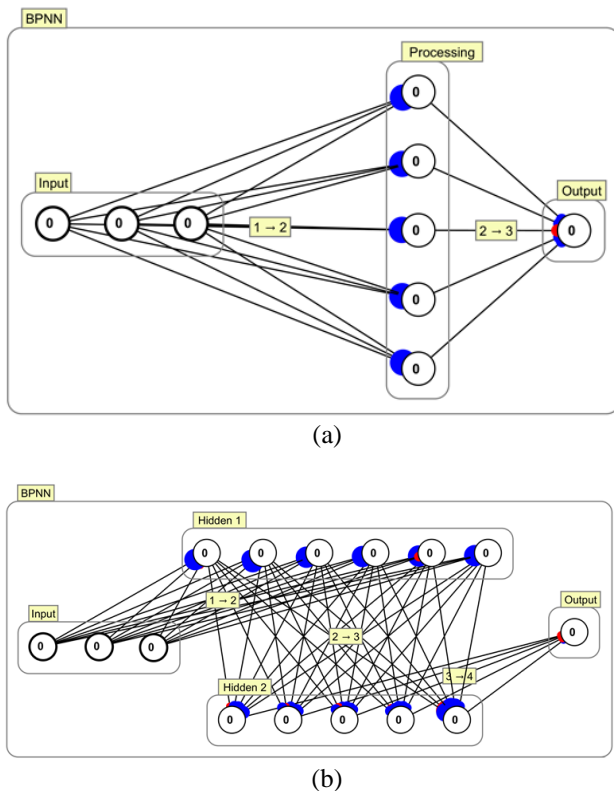 BPNN
Processing
0
0
Input
Output
0 0 0 1 → 2 0 2 → 3 0
0
0
(a)
BPNN
Hidden 1
0 0 0 0 0 0
1 → 2
Input
Output
0 0 0 2 → 3 0
3 → 4
Hidden 2
0 0 0 0 0
(b)